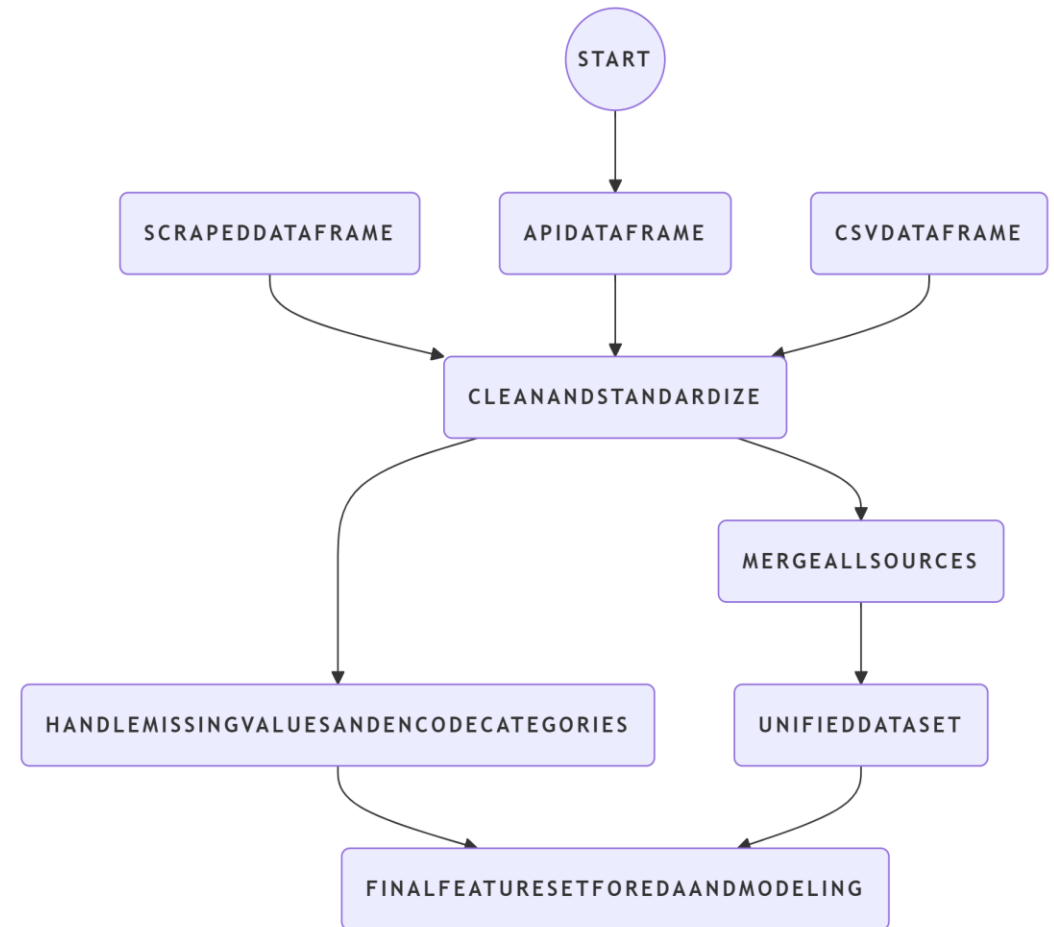 START
SCRAPEDDATAFRAME
APIDATAFRAME
CSVDATAFRAME
CLEANANDSTANDARDIZE
MERGEALLSOURCES
HANDLEMISSINGVALUESANDENCODECATEGORIES
UNIFIEDDATASET
FINALFEATURESETFOREDAANDMODELING